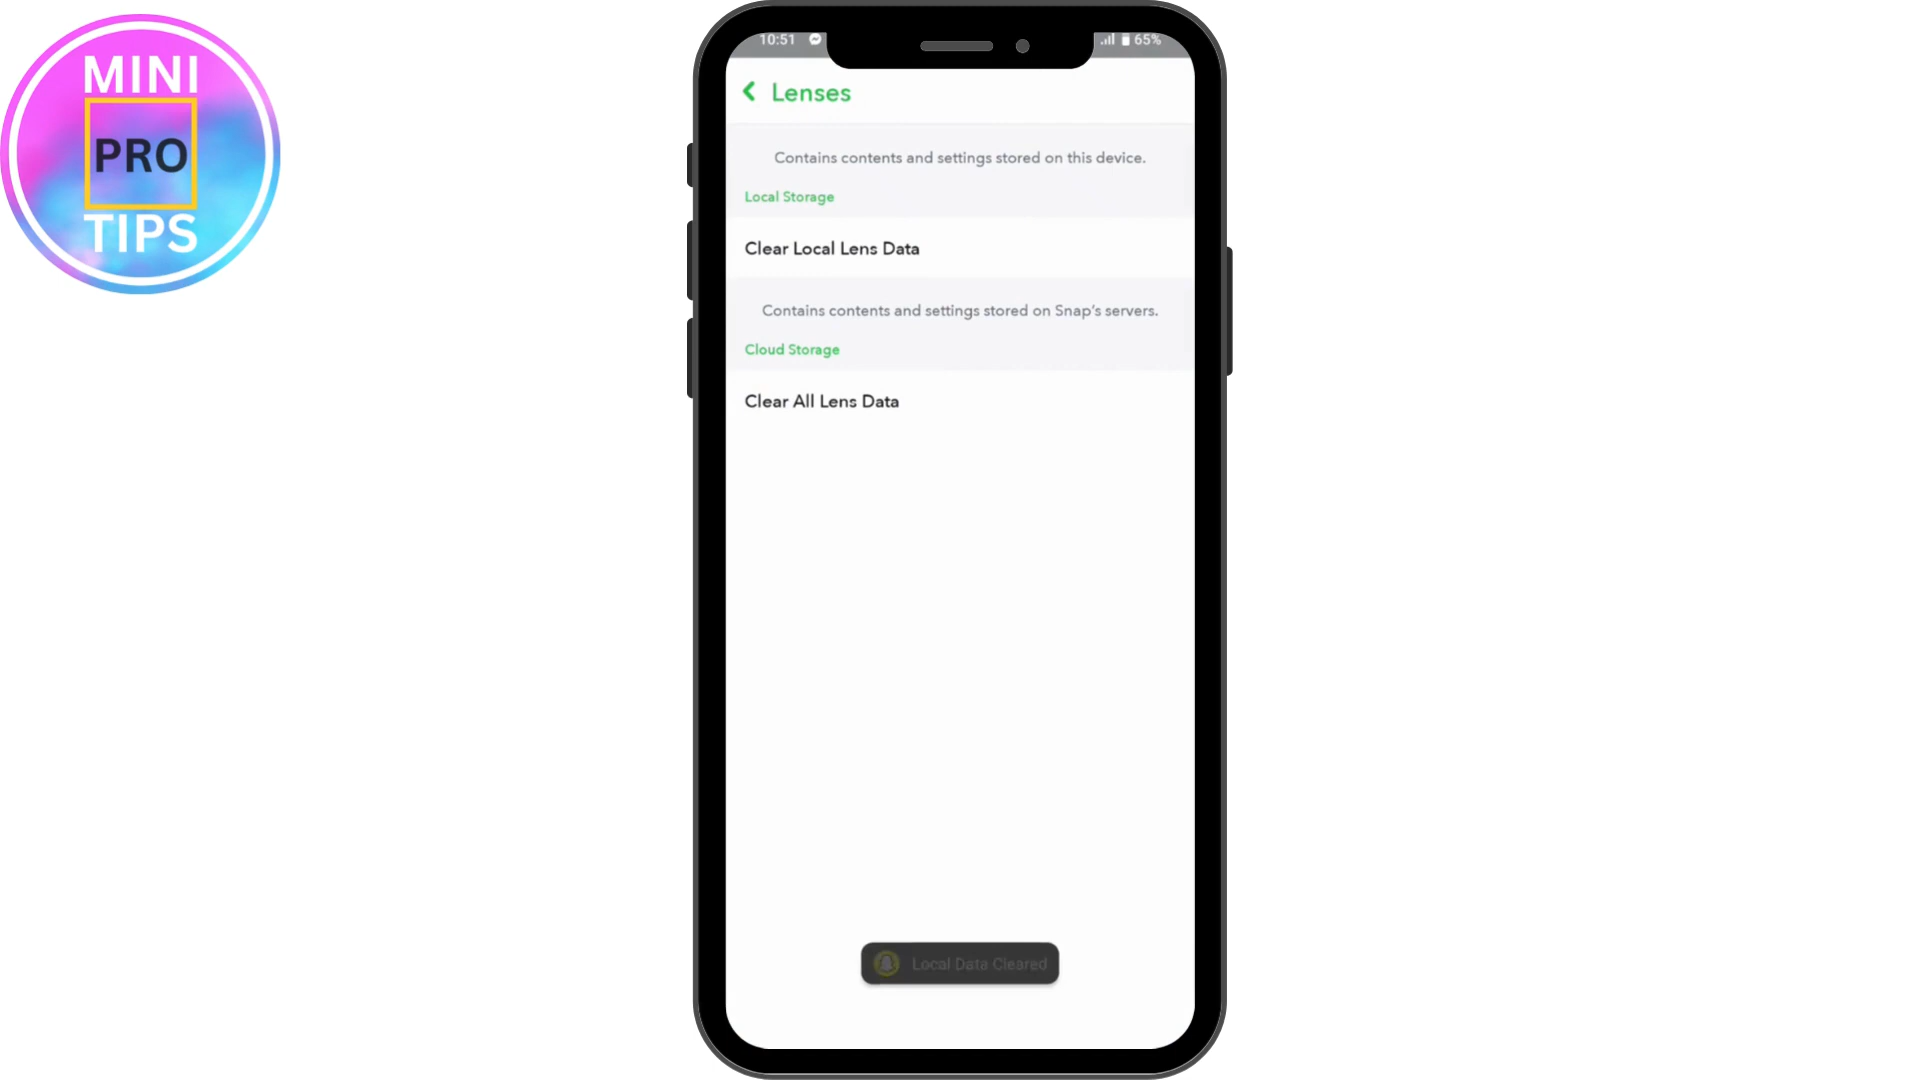 MINI
PRO
TIPS
10:51
65%
Lenses
Contains contents and settings stored on this device.
Local Storage
Clear Local Lens Data
Contains contents and settings stored on Snap's servers.
Cloud Storage
Clear All Lens Data
Local Data Cleared